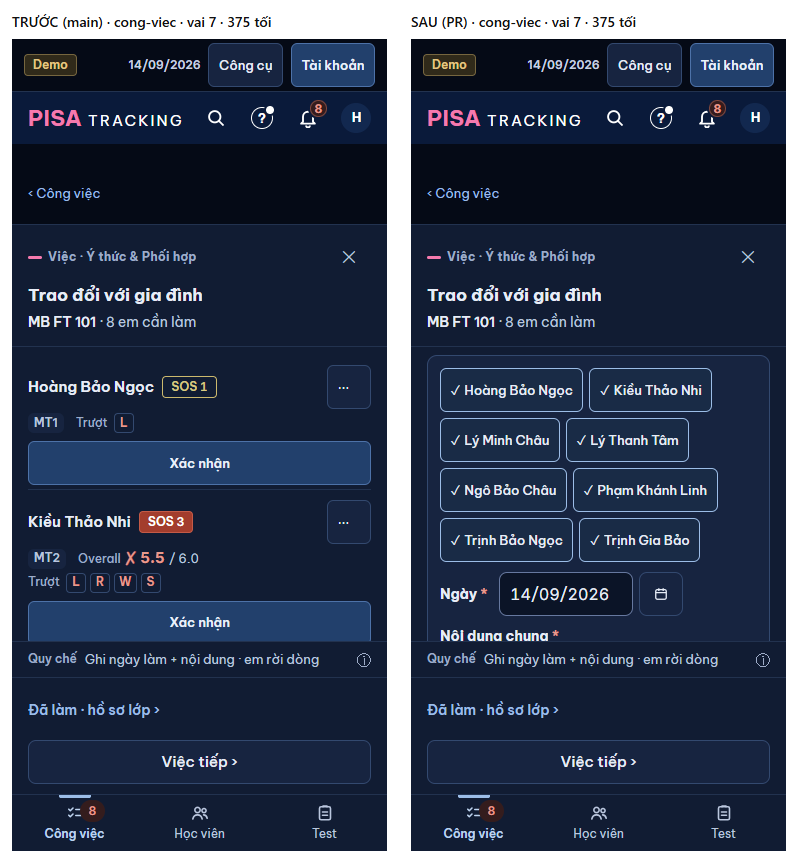 TRƯỚC (main) · cong-viec · vai 7 · 375 tối
Demo 14/09/2026 Công cụ Tài khoản
PISA TRACKING ? 8 H
‹ Công việc
Việc · Ý thức & Phối hợp
Trao đổi với gia đình
MB FT 101 · 8 em cần làm
Hoàng Bảo Ngọc SOS 1 ...
MT1 Trượt L
Xác nhận
Kiều Thảo Nhi SOS 3 ...
MT2 Overall ✗ 5.5 / 6.0
Trượt L R W S
Xác nhận
Quy chế Ghi ngày làm + nội dung · em rời dòng
Đã làm · hồ sơ lớp ›
Việc tiếp ›
8
Công việc Học viên Test
SAU (PR) · cong-viec · vai 7 · 375 tối
Demo 14/09/2026 Công cụ Tài khoản
PISA TRACKING ? 8 H
‹ Công việc
Việc · Ý thức & Phối hợp
Trao đổi với gia đình
MB FT 101 · 8 em cần làm
✓ Hoàng Bảo Ngọc ✓ Kiều Thảo Nhi
✓ Lý Minh Châu ✓ Lý Thanh Tâm
✓ Ngô Bảo Châu ✓ Phạm Khánh Linh
✓ Trịnh Bảo Ngọc ✓ Trịnh Gia Bảo
Ngày * 14/09/2026
Nội dung chung *
Quy chế Ghi ngày làm + nội dung · em rời dòng
Đã làm · hồ sơ lớp ›
Việc tiếp ›
8
Công việc Học viên Test